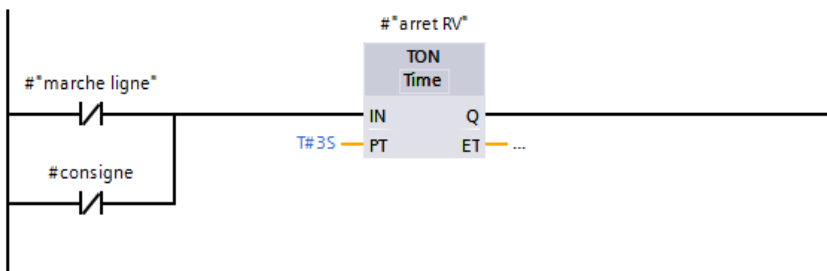 #"arret RV"
TON
Time
#"marche ligne"
IN Q
T#3S PT ET ...
#consigne